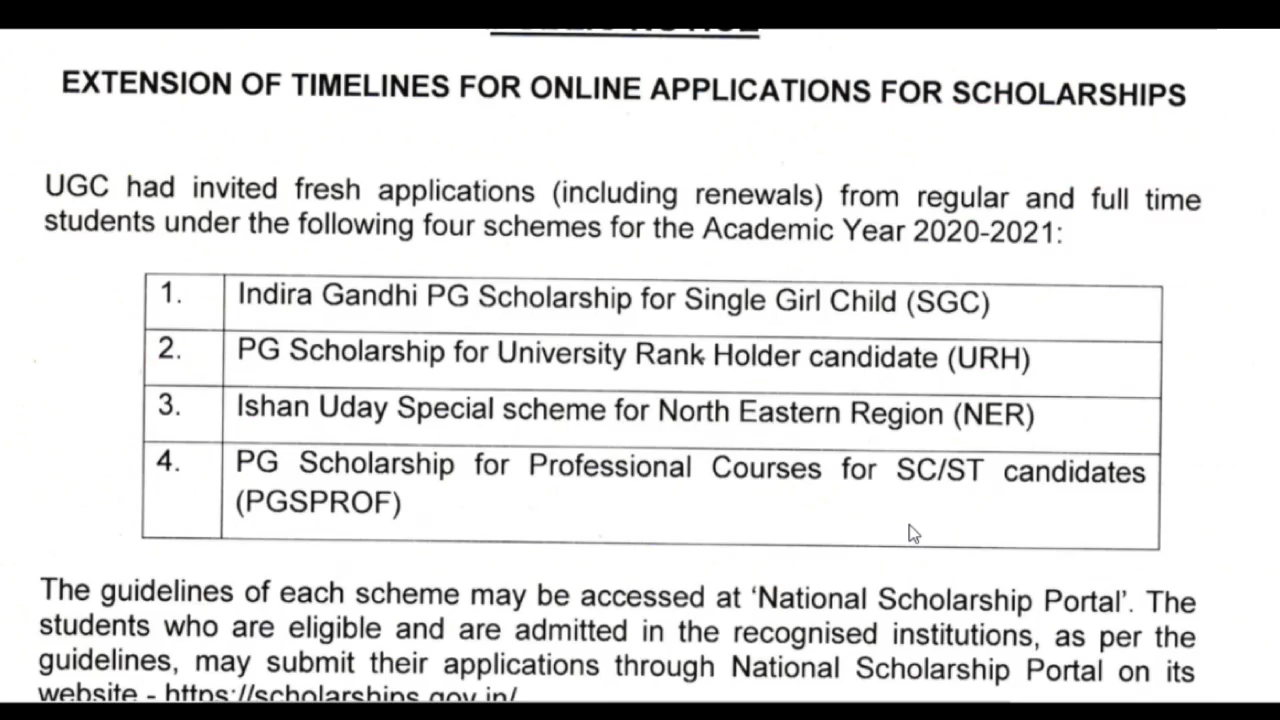 EXTENSION OF TIMELINES FOR ONLINE APPLICATIONS FOR SCHOLARSHIPS
UGC had invited fresh applications (including renewals) from regular and full time
students under the following four schemes for the Academic Year 2020-2021:
1. Indira Gandhi PG Scholarship for Single Girl Child (SGC)
2. PG Scholarship for University Rank Holder candidate (URH)
3. Ishan Uday Special scheme for North Eastern Region (NER)
4. PG Scholarship for Professional Courses for SC/ST candidates
(PGSPROF)
The guidelines of each scheme may be accessed at ‘National Scholarship Portal’. The
students who are eligible and are admitted in the recognised institutions, as per the
guidelines, may submit their applications through National Scholarship Portal on its
website - https://scholarships.gov.in/